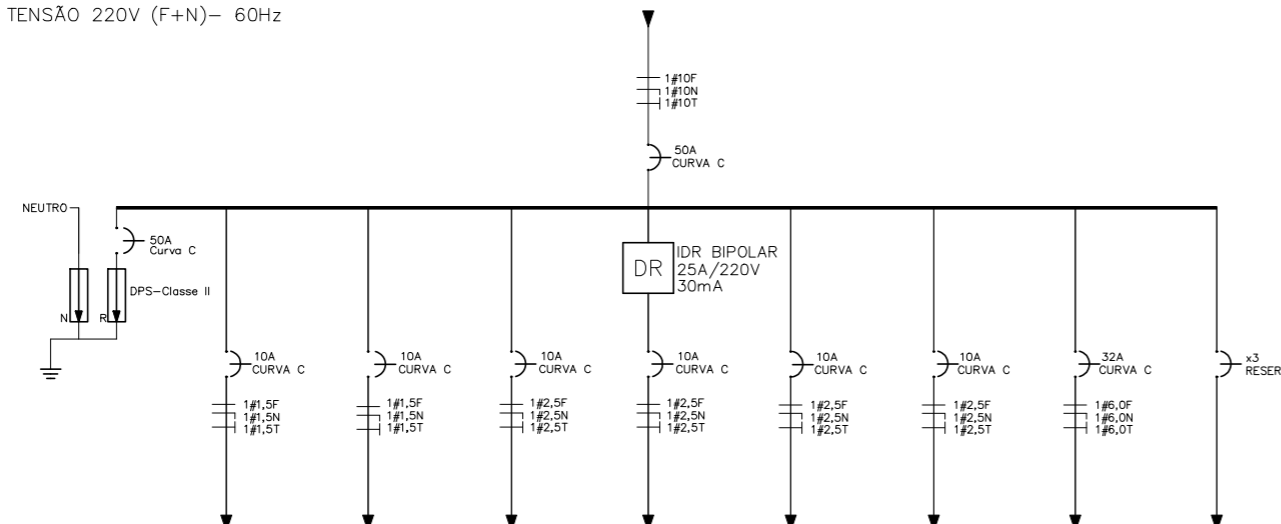 TENSÃO 220V (F+N)- 60Hz
1#10F
1#10N
1#10T
50A
CURVA C
NEUTRO
50A
Curva C
DPS-Classe II
N
R
DR
IDR BIPOLAR
25A/220V
30mA
10A
CURVA C
1#1,5F
1#1,5N
1#1,5T
10A
CURVA C
1#1,5F
1#1,5N
1#1,5T
10A
CURVA C
1#2,5F
1#2,5N
1#2,5T
10A
CURVA C
1#2,5F
1#2,5N
1#2,5T
10A
CURVA C
1#2,5F
1#2,5N
1#2,5T
10A
CURVA C
1#2,5F
1#2,5N
1#2,5T
32A
CURVA C
1#6,0F
1#6,0N
1#6,0T
x3
RESER